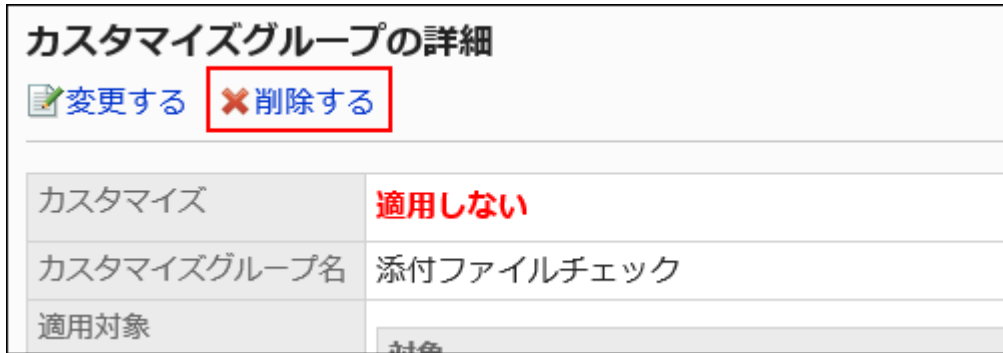 カスタマイズグループの詳細
変更する 削除する
カスタマイズ 適用しない
カスタマイズグループ名 添付ファイルチェック
適用対象
対象